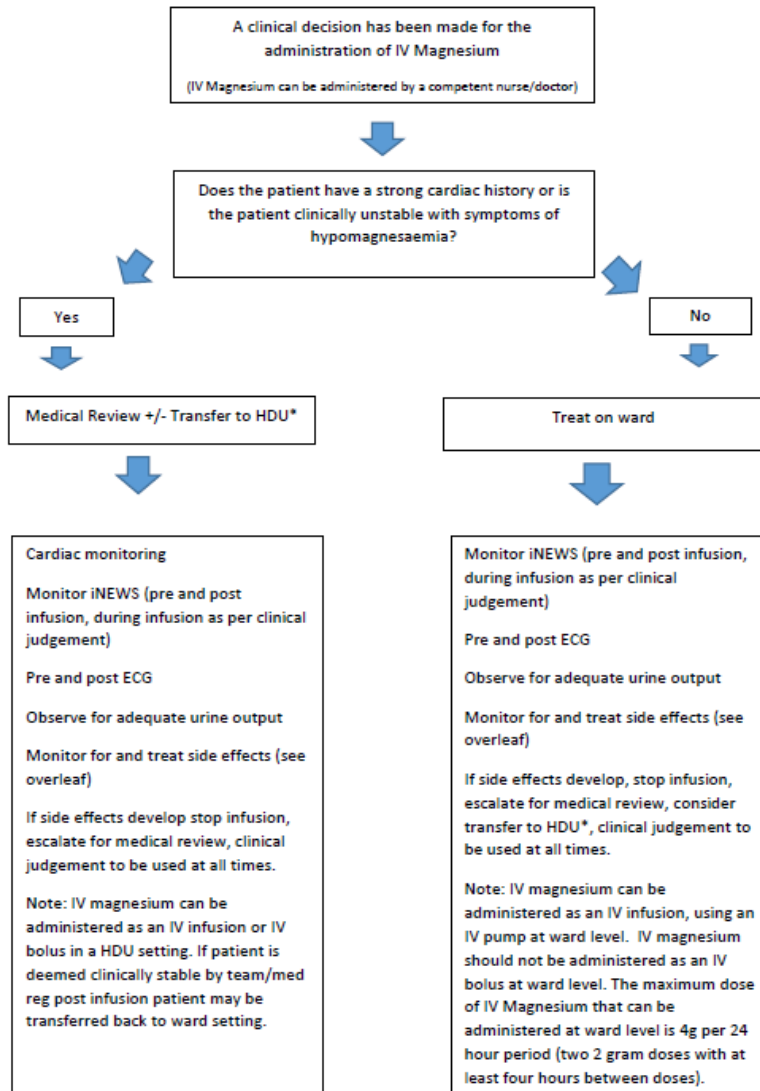 A clinical decision has been made for the
administration of IV Magnesium
(IV Magnesium can be administered by a competent nurse/doctor)
Does the patient have a strong cardiac history or is
the patient clinically unstable with symptoms of
hypomagnesaemia?
Yes
No
Medical Review +/- Transfer to HDU*
Treat on ward
Cardiac monitoring
Monitor iNEWS (pre and post
infusion, during infusion as per clinical
judgement)
Pre and post ECG
Observe for adequate urine output
Monitor for and treat side effects (see
overleaf)
If side effects develop stop infusion,
escalate for medical review, clinical
judgement to be used at all times.
Note: IV magnesium can be
administered as an IV infusion or IV
bolus in a HDU setting. If patient is
deemed clinically stable by team/med
reg post infusion patient may be
transferred back to ward setting.
Monitor iNEWS (pre and post infusion,
during infusion as per clinical
judgement)
Pre and post ECG
Observe for adequate urine output
Monitor for and treat side effects (see
overleaf)
If side effects develop, stop infusion,
escalate for medical review, consider
transfer to HDU*, clinical judgement to
be used at all times.
Note: IV magnesium can be
administered as an IV infusion, using an
IV pump at ward level. IV magnesium
should not be administered as an IV
bolus at ward level. The maximum dose
of IV Magnesium that can be
administered at ward level is 4g per 24
hour period (two 2 gram doses with at
least four hours between doses).